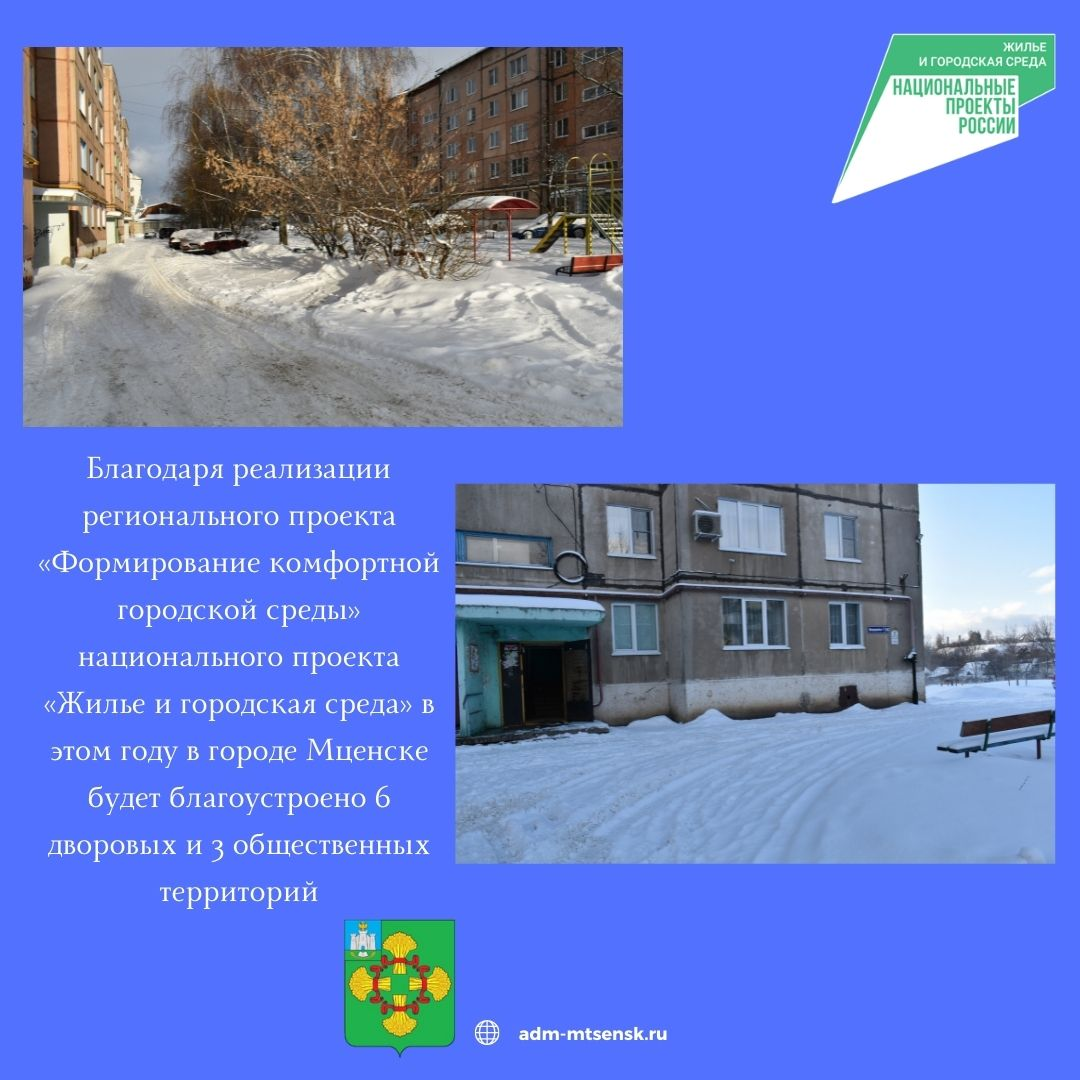 ЖИЛЬЕ
И ГОРОДСКАЯ СРЕДА
НАЦИОНАЛЬНЫЕ
ПРОЕКТЫ
РОССИИ
Благодаря реализации
регионального проекта
«Формирование комфортной
городской среды»
национального проекта
«Жилье и городская среда» в
этом году в городе Мценске
будет благоустроено 6
дворовых и 3 общественных
территорий
adm-mtsensk.ru